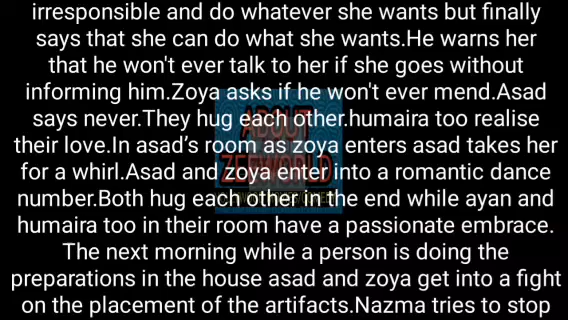 irresponsible and do whatever she wants but finally
says that she can do what she wants.He warns her
that he won't ever talk to her if she goes without
informing him.Zoya asks if he won't ever mend.Asad
says never.They hug each other.humaira too realise
their love.In asad’s room as zoya enters asad takes her
for a whirl.Asad and zoya enter into a romantic dance
number.Both hug each other in the end while ayan and
humaira too in their room have a passionate embrace.
The next morning while a person is doing the
preparations in the house asad and zoya get into a fight
on the placement of the artifacts.Nazma tries to stop
ABOUT
ZEEWORLD